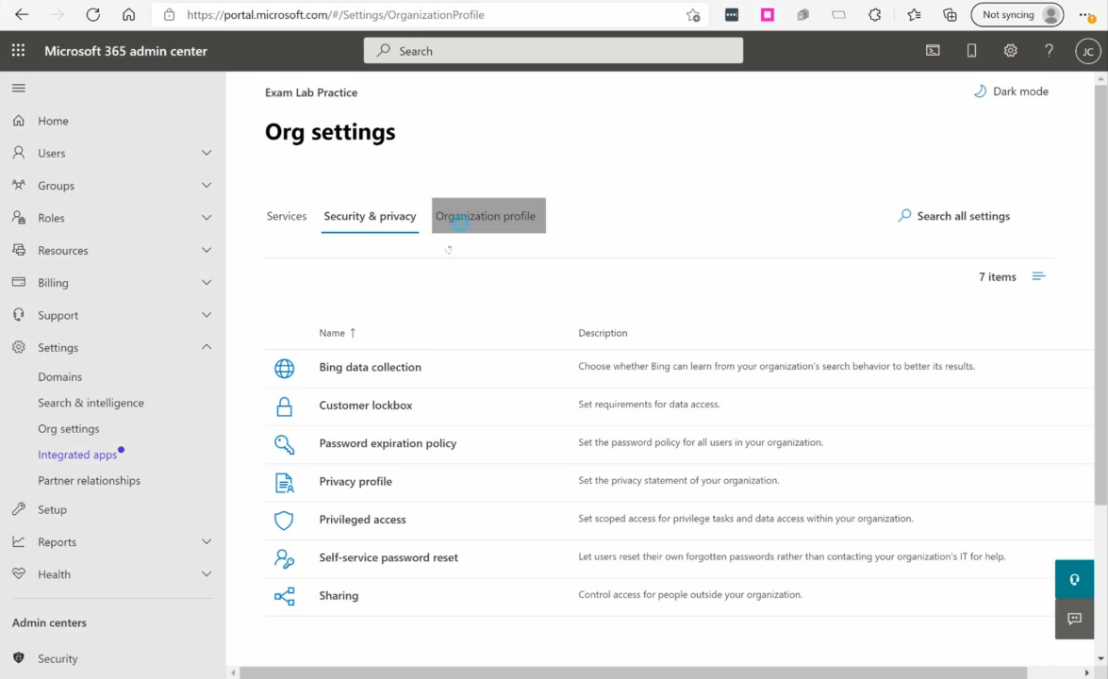 https://portal.microsoft.com/#/Settings/OrganizationProfile
Not syncing
Microsoft 365 admin center
Search
?
JC
Home
Users
Groups
Roles
Resources
Billing
Support
Settings
Domains
Search & intelligence
Org settings
Integrated apps
Partner relationships
Setup
Reports
Health
Admin centers
Security
Exam Lab Practice
Dark mode
Org settings
Services
Security & privacy
Organization profile
Search all settings
7 items
Name ↑
Description
Bing data collection
Choose whether Bing can learn from your organization's search behavior to better its results.
Customer lockbox
Set requirements for data access.
Password expiration policy
Set the password policy for all users in your organization.
Privacy profile
Set the privacy statement of your organization.
Privileged access
Set scoped access for privilege tasks and data access within your organization.
Self-service password reset
Let users reset their own forgotten passwords rather than contacting your organization's IT for help.
Sharing
Control access for people outside your organization.